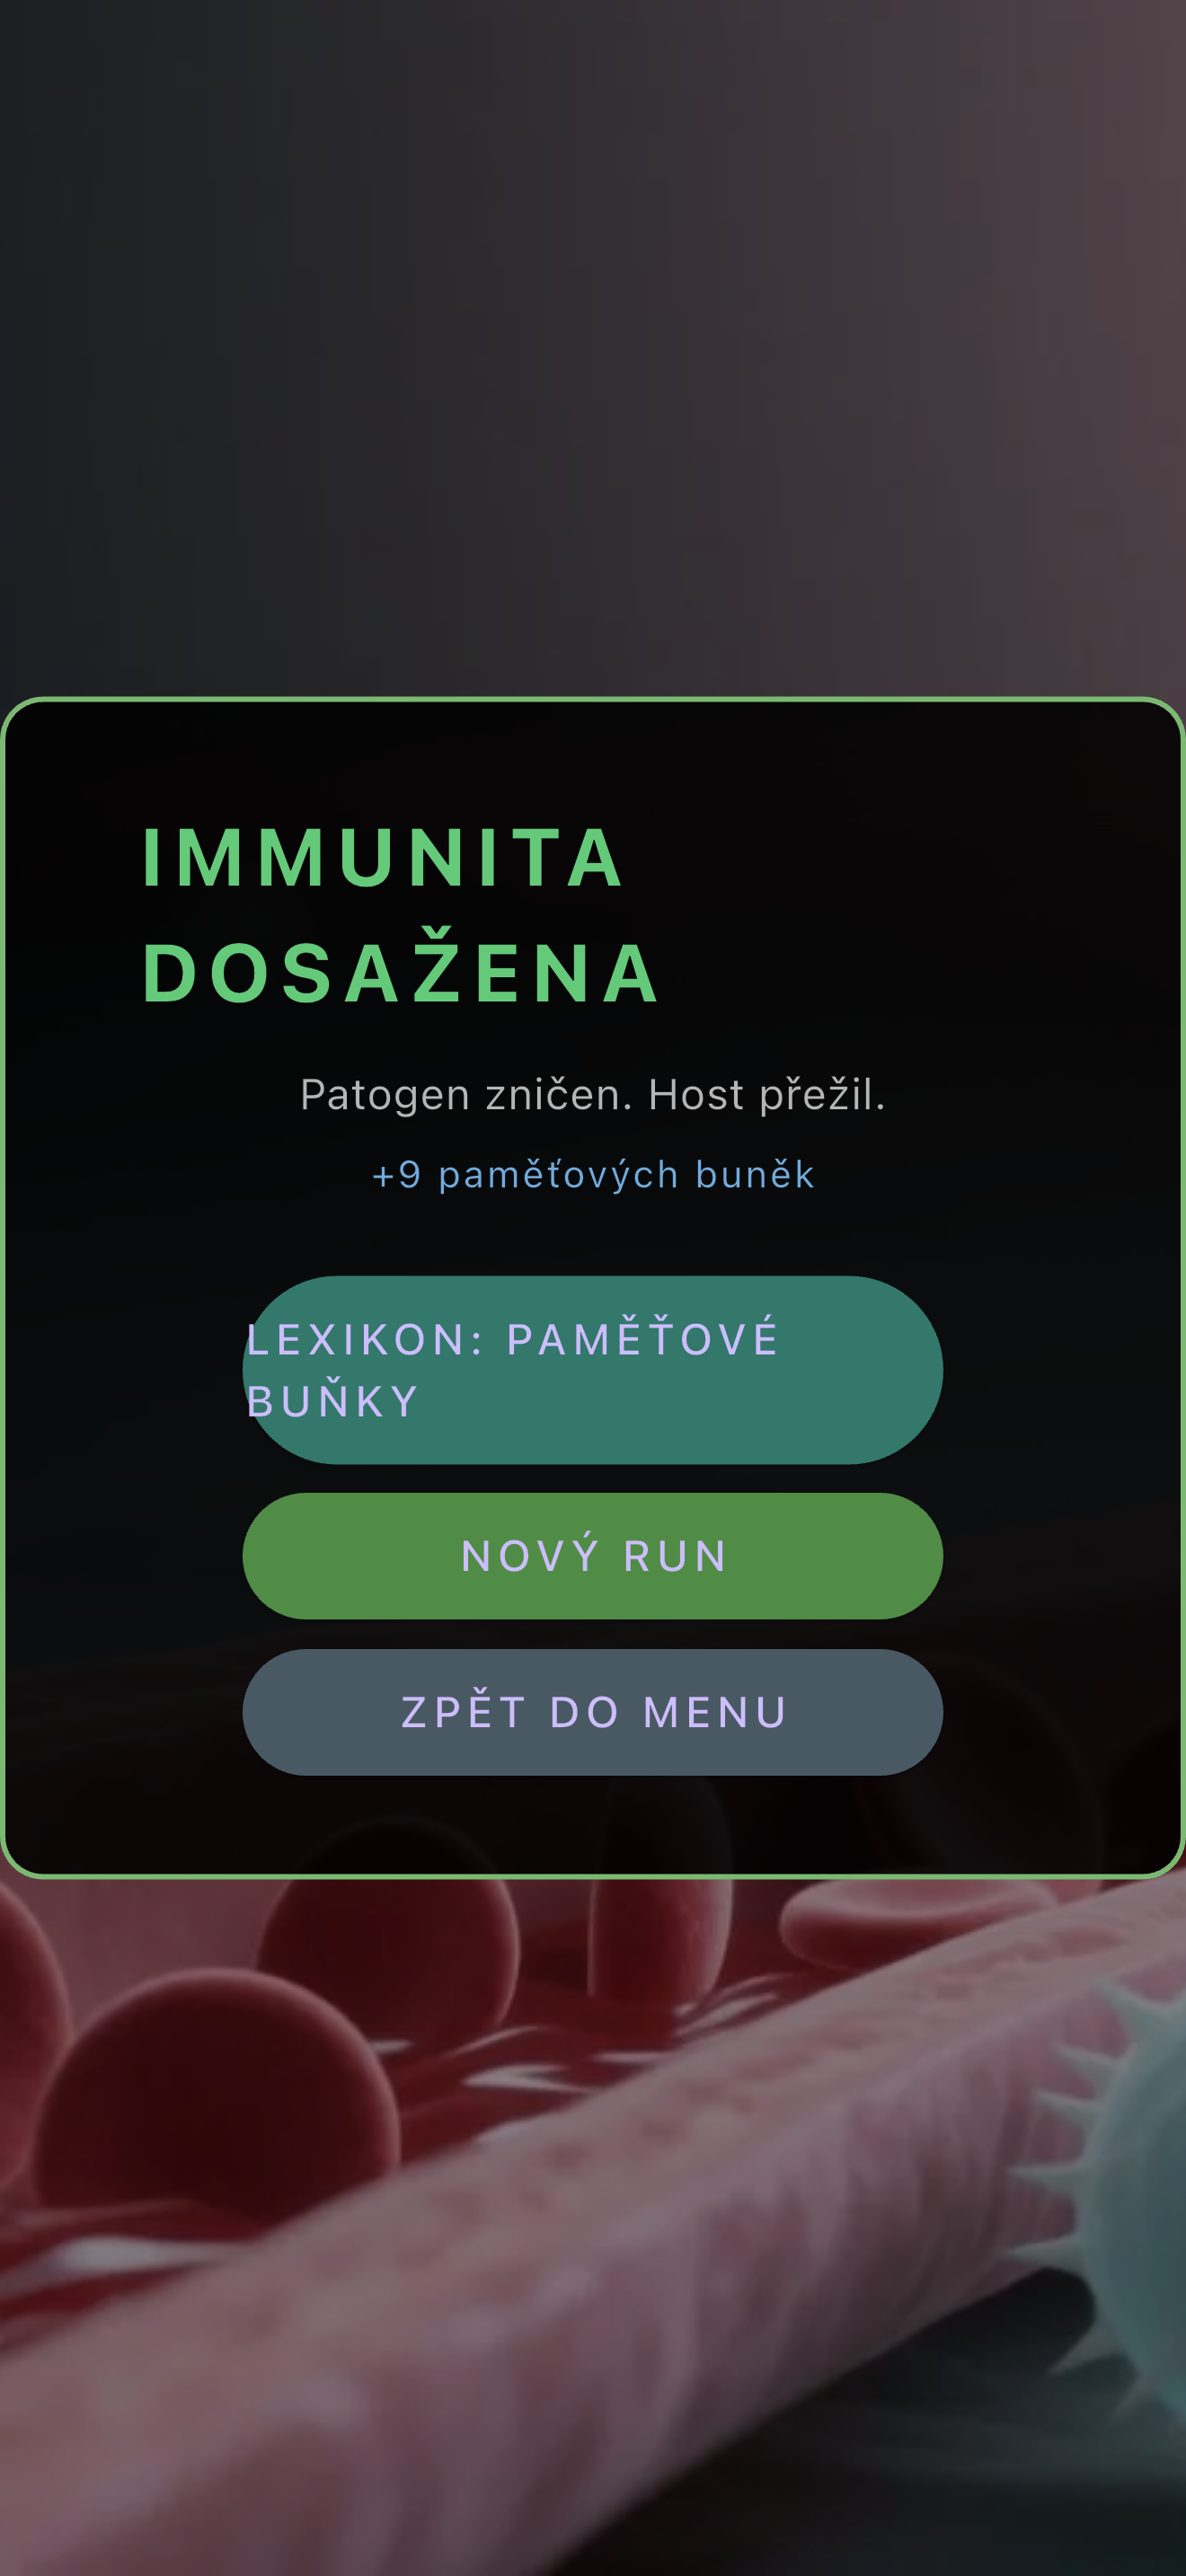 IMMUNITA
DOSAŽENA
Patogen zničen. Host přežil.
+9 paměťových buněk
LEXIKON: PAMĚŤOVÉ
BUŇKY
NOVÝ RUN
ZPĚT DO MENU